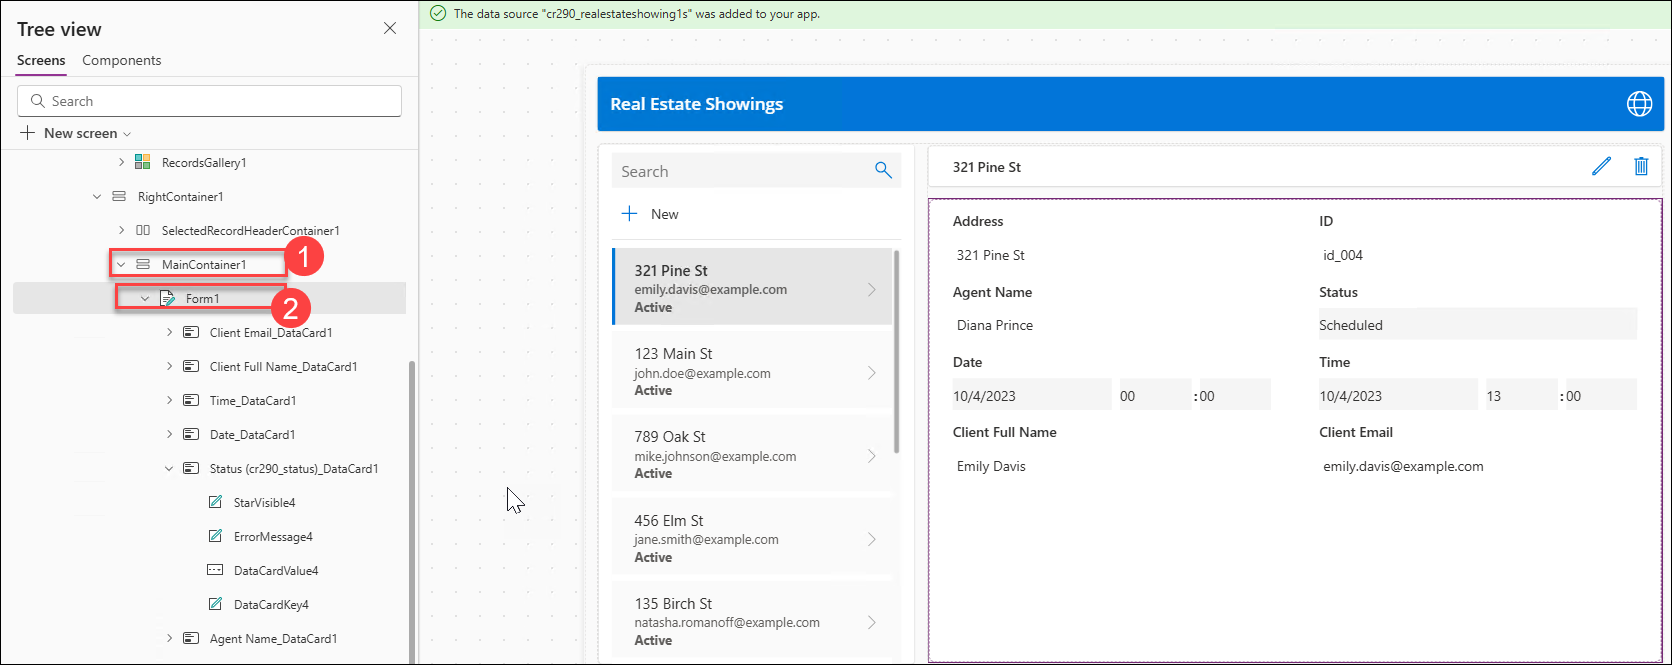 Tree view
Screens Components
Search
New screen
RecordsGallery1
RightContainer1
SelectedRecordHeaderContainer1
MainContainer1
1
Form1
2
Client Email_DataCard1
Client Full Name_DataCard1
Time_DataCard1
Date_DataCard1
Status (cr290_status)_DataCard1
StarVisible4
ErrorMessage4
DataCardValue4
DataCardKey4
Agent Name_DataCard1
The data source "cr290_realestateshowing1s" was added to your app.
Real Estate Showings
Search
New
321 Pine St
emily.davis@example.com
Active
123 Main St
john.doe@example.com
Active
789 Oak St
mike.johnson@example.com
Active
456 Elm St
jane.smith@example.com
Active
135 Birch St
natasha.romanoff@example.com
Active
321 Pine St
Address ID
321 Pine St id_004
Agent Name Status
Diana Prince Scheduled
Date Time
10/4/2023 00 :00 10/4/2023 13 :00
Client Full Name Client Email
Emily Davis emily.davis@example.com